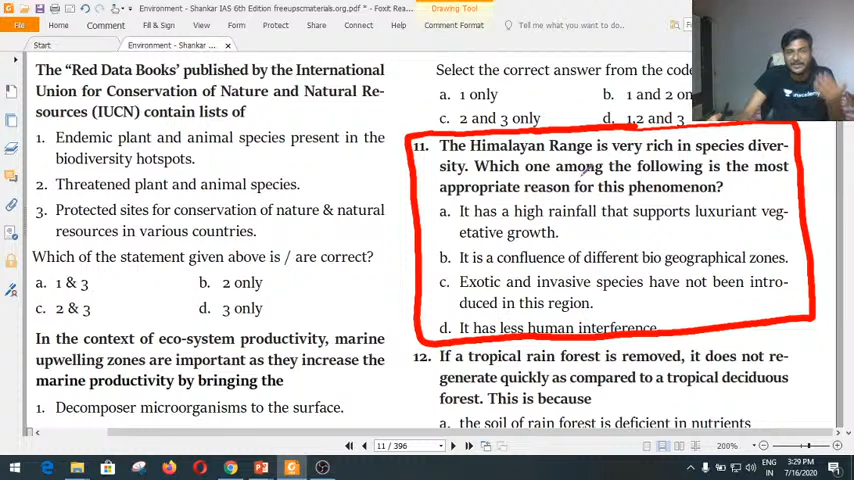 Environment - Shankar IAS 6th Edition freeupscmaterials.org.pdf * - Foxit Rea...
Drawing Tool
File
Home
Comment
Fill & Sign
View
Form
Protect
Share
Connect
Help
Comment Format
Tell me what you want to do...
Start
Environment - Shankar ...
The "Red Data Books' published by the International
Union for Conservation of Nature and Natural Re-
sources (IUCN) contain lists of
1. Endemic plant and animal species present in the
biodiversity hotspots.
2. Threatened plant and animal species.
3. Protected sites for conservation of nature & natural
resources in various countries.
Which of the statement given above is / are correct?
a. 1 & 3 b. 2 only
c. 2 & 3 d. 3 only
In the context of eco-system productivity, marine
upwelling zones are important as they increase the
marine productivity by bringing the
1. Decomposer microorganisms to the surface.
Select the correct answer from the code
a. 1 only b. 1 and 2 on
c. 2 and 3 only d. 1,2 and 3
11. The Himalayan Range is very rich in species diver-
sity. Which one among the following is the most
appropriate reason for this phenomenon?
a. It has a high rainfall that supports luxuriant veg-
etative growth.
b. It is a confluence of different bio geographical zones.
c. Exotic and invasive species have not been intro-
duced in this region.
d. It has less human interference
12. If a tropical rain forest is removed, it does not re-
generate quickly as compared to a tropical deciduous
forest. This is because
a. the soil of rain forest is deficient in nutrients
unacademy
11 / 396
200%
ENG
IN
3:29 PM
7/16/2020